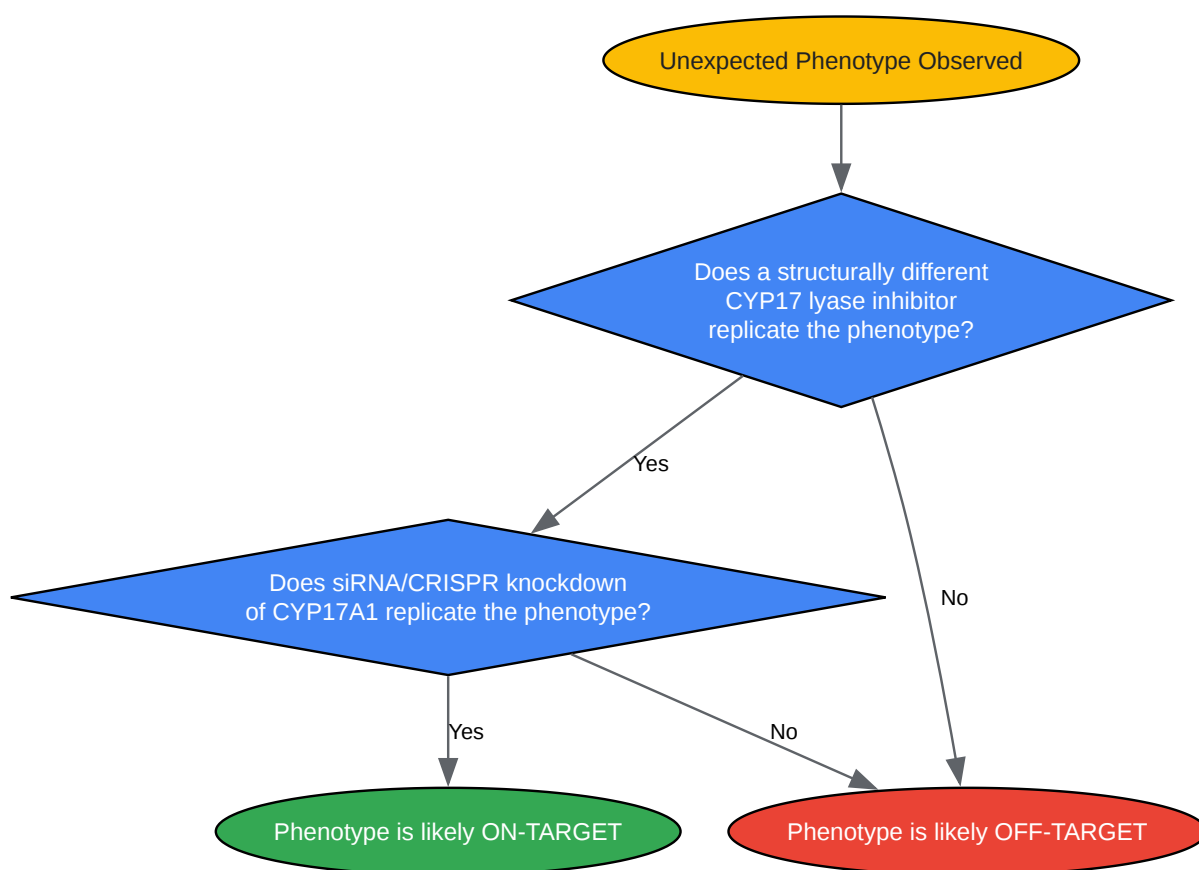 Unexpected Phenotype Observed
Does a structurally different
CYP17 lyase inhibitor
replicate the phenotype?
Yes
Does siRNA/CRISPR knockdown
of CYP17A1 replicate the phenotype?
No
Yes
No
Phenotype is likely ON-TARGET
Phenotype is likely OFF-TARGET